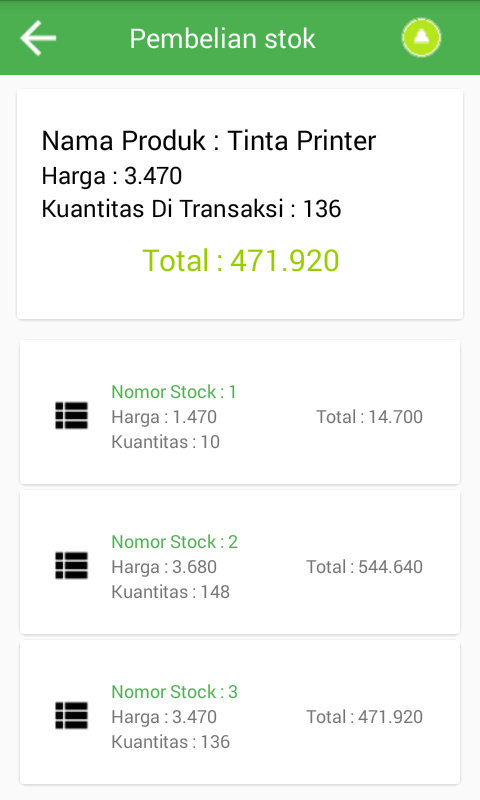 Pembelian stok
Nama Produk : Tinta Printer
Harga : 3.470
Kuantitas Di Transaksi : 136
Total : 471.920
Nomor Stock : 1
Harga : 1.470
Total : 14.700
Kuantitas : 10
Nomor Stock : 2
Harga : 3.680
Total : 544.640
Kuantitas : 148
Nomor Stock : 3
Harga : 3.470
Total : 471.920
Kuantitas : 136